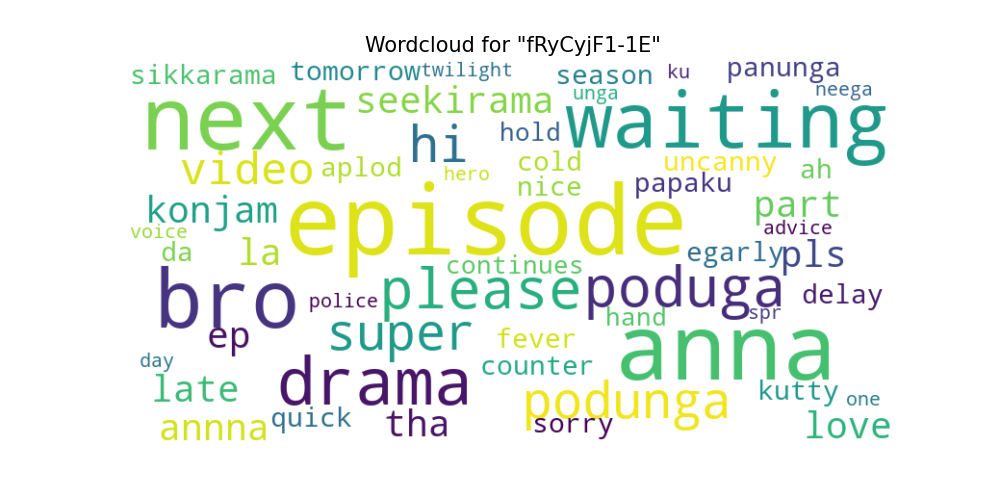 Wordcloud for "fRyCyjF1-1E"
sikkarama tomorrow twilight season ku panunga
next seekirama unga waiting neega
hi hold
video aplod hero cold nice uncanny ah
papaku
konjam episode part
voice advice
da la continues egarly pls
bro police please poduga delay
ep super hand spr
fever anna
day drama counter
late podunga kutty one
annna quick tha sorry love